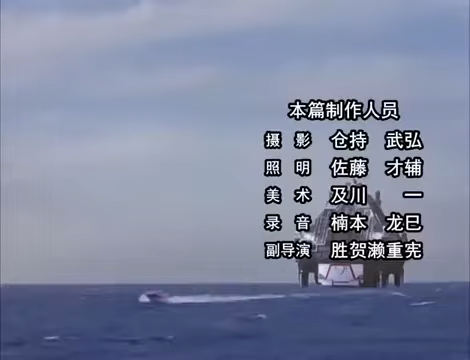 本篇制作人员
摄 影 仓持 武弘
照 明 佐藤 才辅
美 术 及川 一
录 音 楠本 龙巳
副导演 胜贺濑重宪